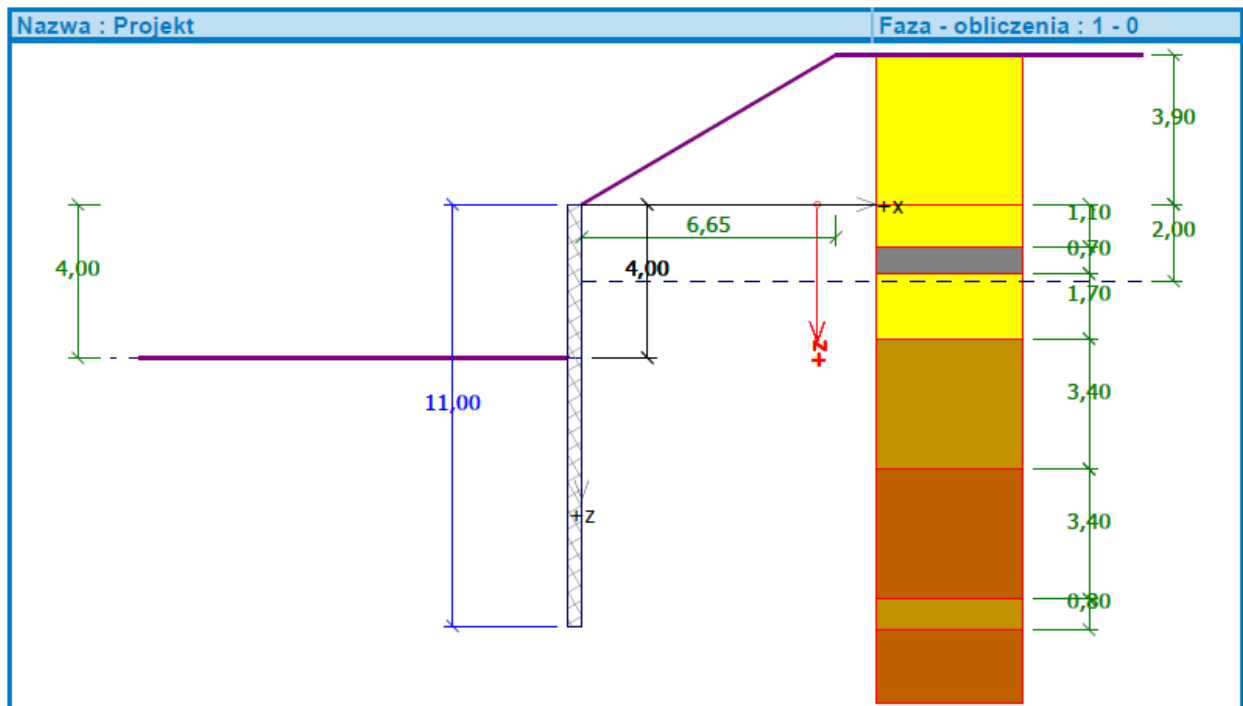 Nazwa : Projekt
Faza - obliczenia : 1 - 0
3,90
+x
1,10
6,65
2,00
0,70
4,00
4,00
1,70
+z
3,40
11,00
+z
3,40
0,80